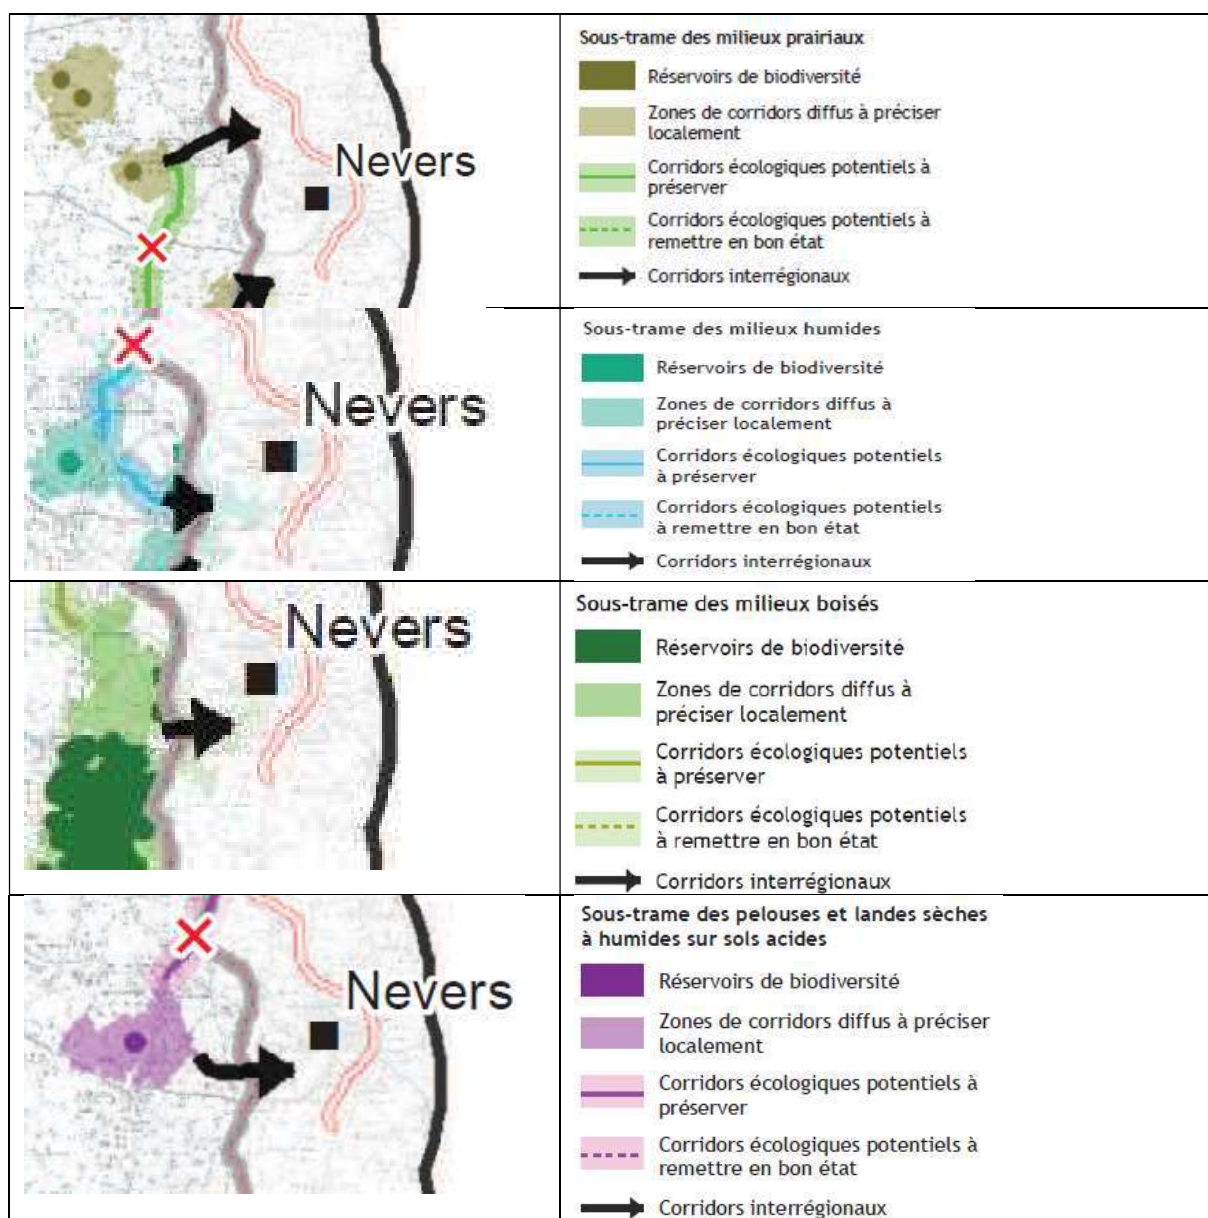 Nevers
Sous-trame des milieux prairiaux
Réservoirs de biodiversité
Zones de corridors diffus à préciser
localement
Corridors écologiques potentiels à
préserver
Corridors écologiques potentiels à
remettre en bon état
Corridors interrégionaux
Nevers
Sous-trame des milieux humides
Réservoirs de biodiversité
Zones de corridors diffus à
préciser localement
Corridors écologiques potentiels
à préserver
Corridors écologiques potentiels
à remettre en bon état
Corridors interrégionaux
Nevers
Sous-trame des milieux boisés
Réservoirs de biodiversité
Zones de corridors diffus à
préciser localement
Corridors écologiques potentiels
à préserver
Corridors écologiques potentiels
à remettre en bon état
Corridors interrégionaux
Nevers
Sous-trame des pelouses et landes sèches
à humides sur sols acides
Réservoirs de biodiversité
Zones de corridors diffus à préciser
localement
Corridors écologiques potentiels à
préserver
Corridors écologiques potentiels à
remettre en bon état
Corridors interrégionaux